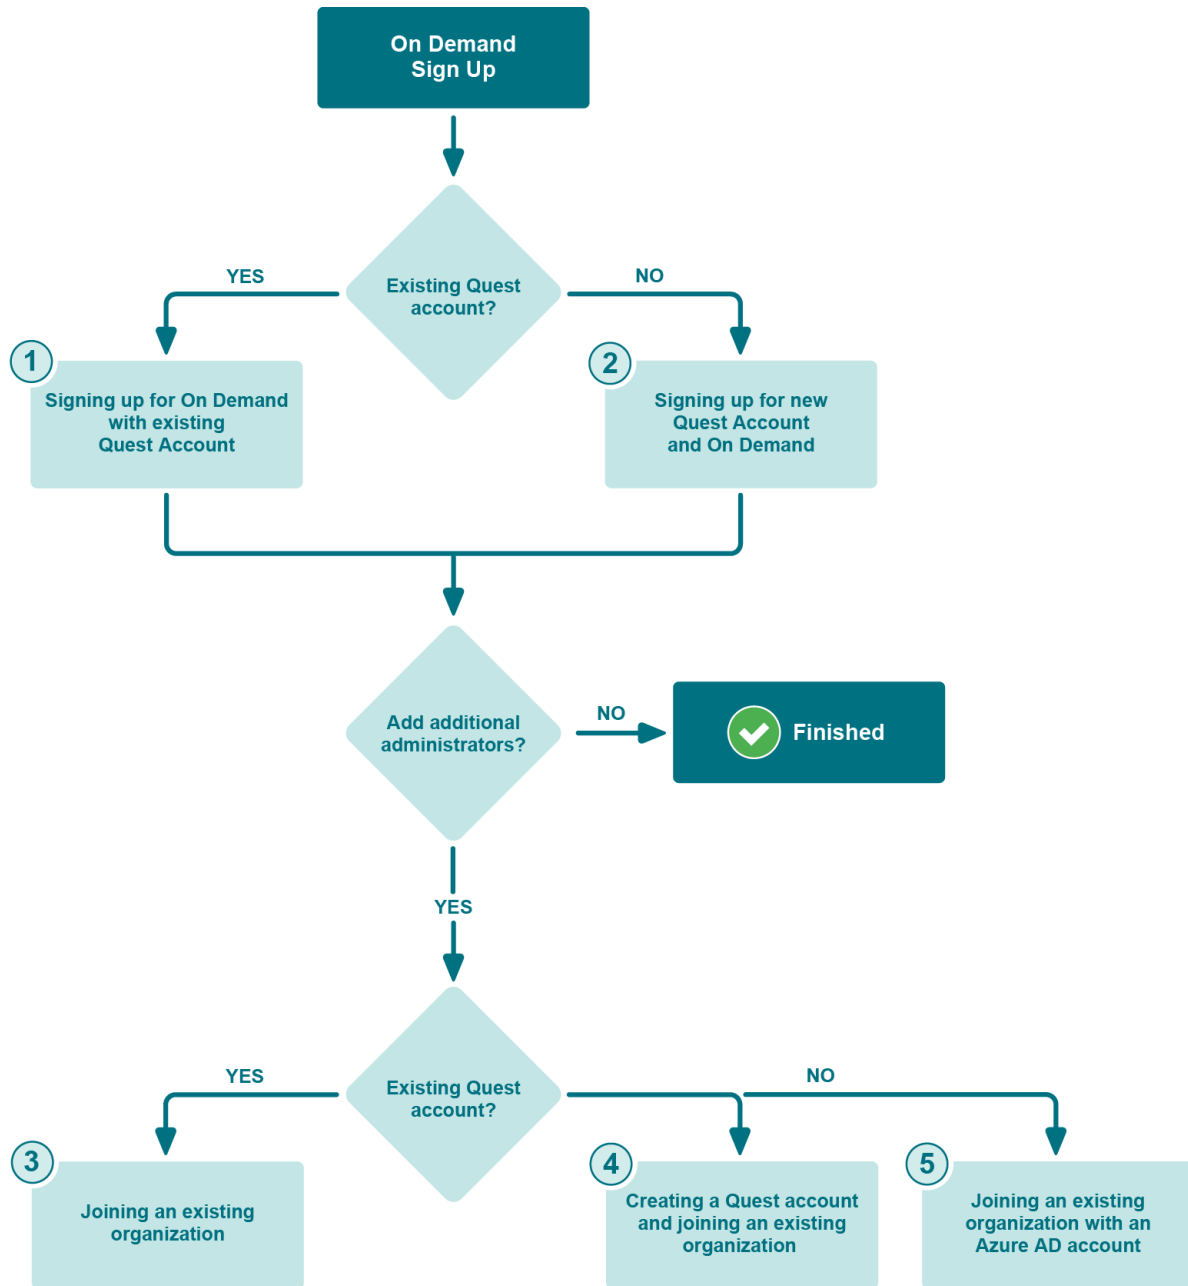 On Demand
Sign Up
Existing Quest
account?
YES
NO
1
Signing up for On Demand
with existing
Quest Account
2
Signing up for new
Quest Account
and On Demand
Add additional
administrators?
NO
Finished
YES
Existing Quest
account?
YES
NO
3
Joining an existing
organization
4
Creating a Quest account
and joining an existing
organization
5
Joining an existing
organization with an
Azure AD account